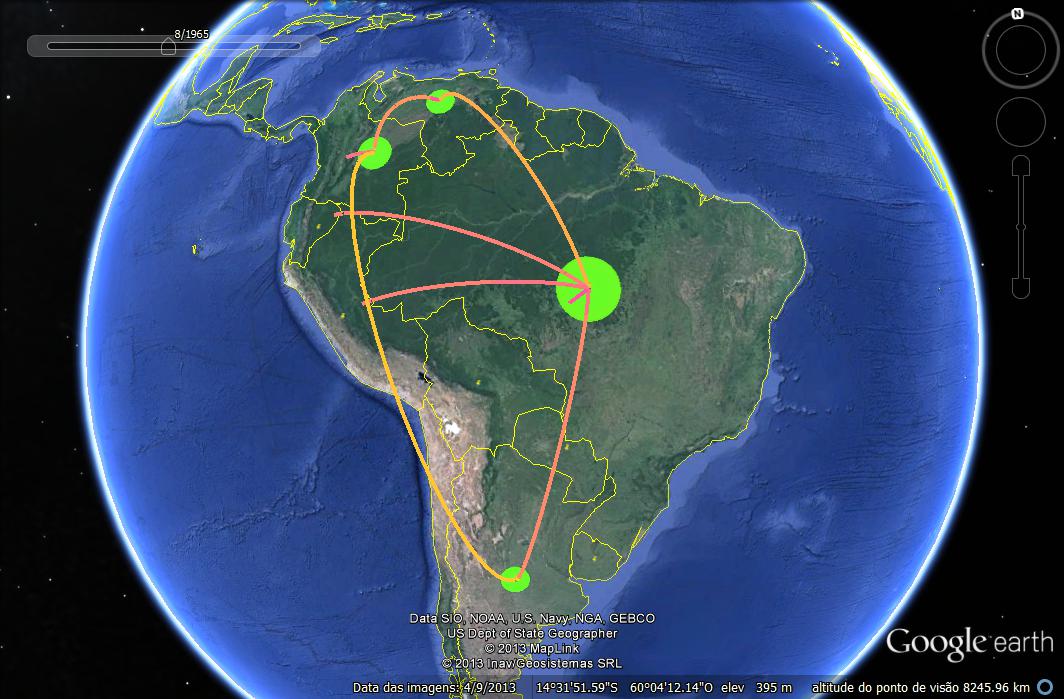 N
8/1965
Data SIO, NOAA, U.S. Navy, NGA, GEBCO
US Dept of State Geographer
© 2013 MapLink
© 2013 Inav/Geosistemas SRL
Google earth
Data das imagens: 4/9/2013 14°31'51.59"S 60°04'12.14"O elev 395 m altitude do ponto de visão 8245.96 km